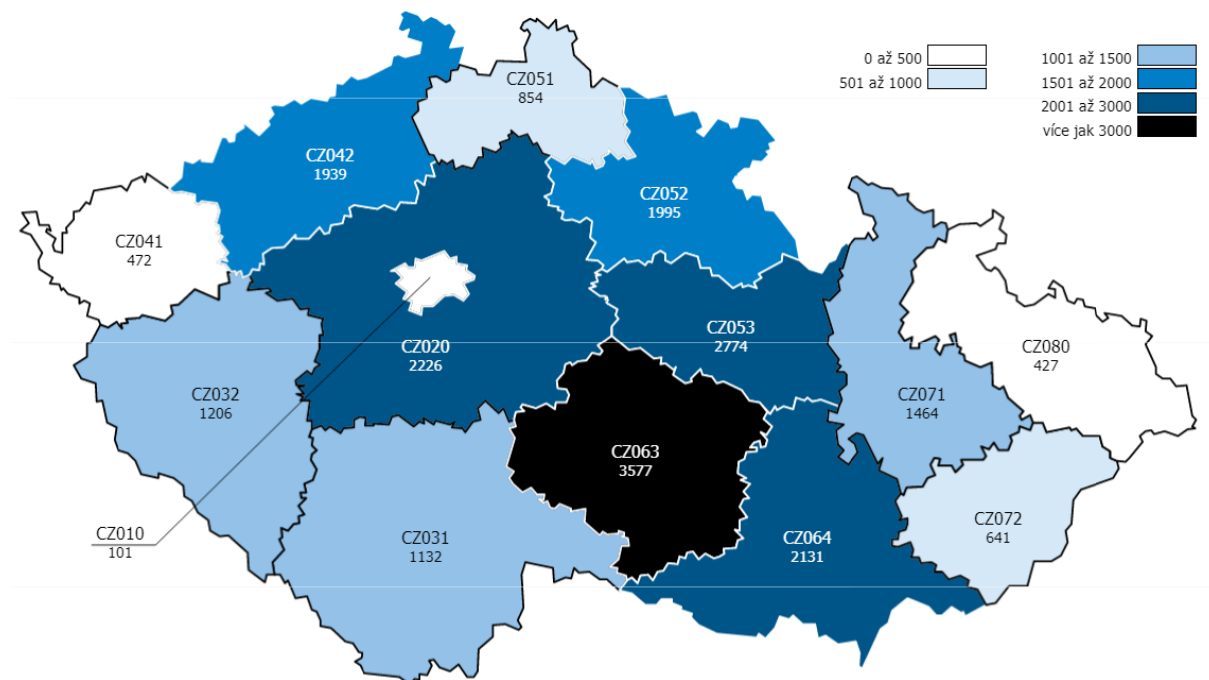 0 až 500
501 až 1000
1001 až 1500
1501 až 2000
2001 až 3000
více jak 3000
CZ051
854
CZ042
1939
CZ052
1995
CZ041
472
CZ053
2774
CZ020
2226
CZ080
427
CZ032
1206
CZ071
1464
CZ063
3577
CZ072
641
CZ010
101
CZ031
1132
CZ064
2131